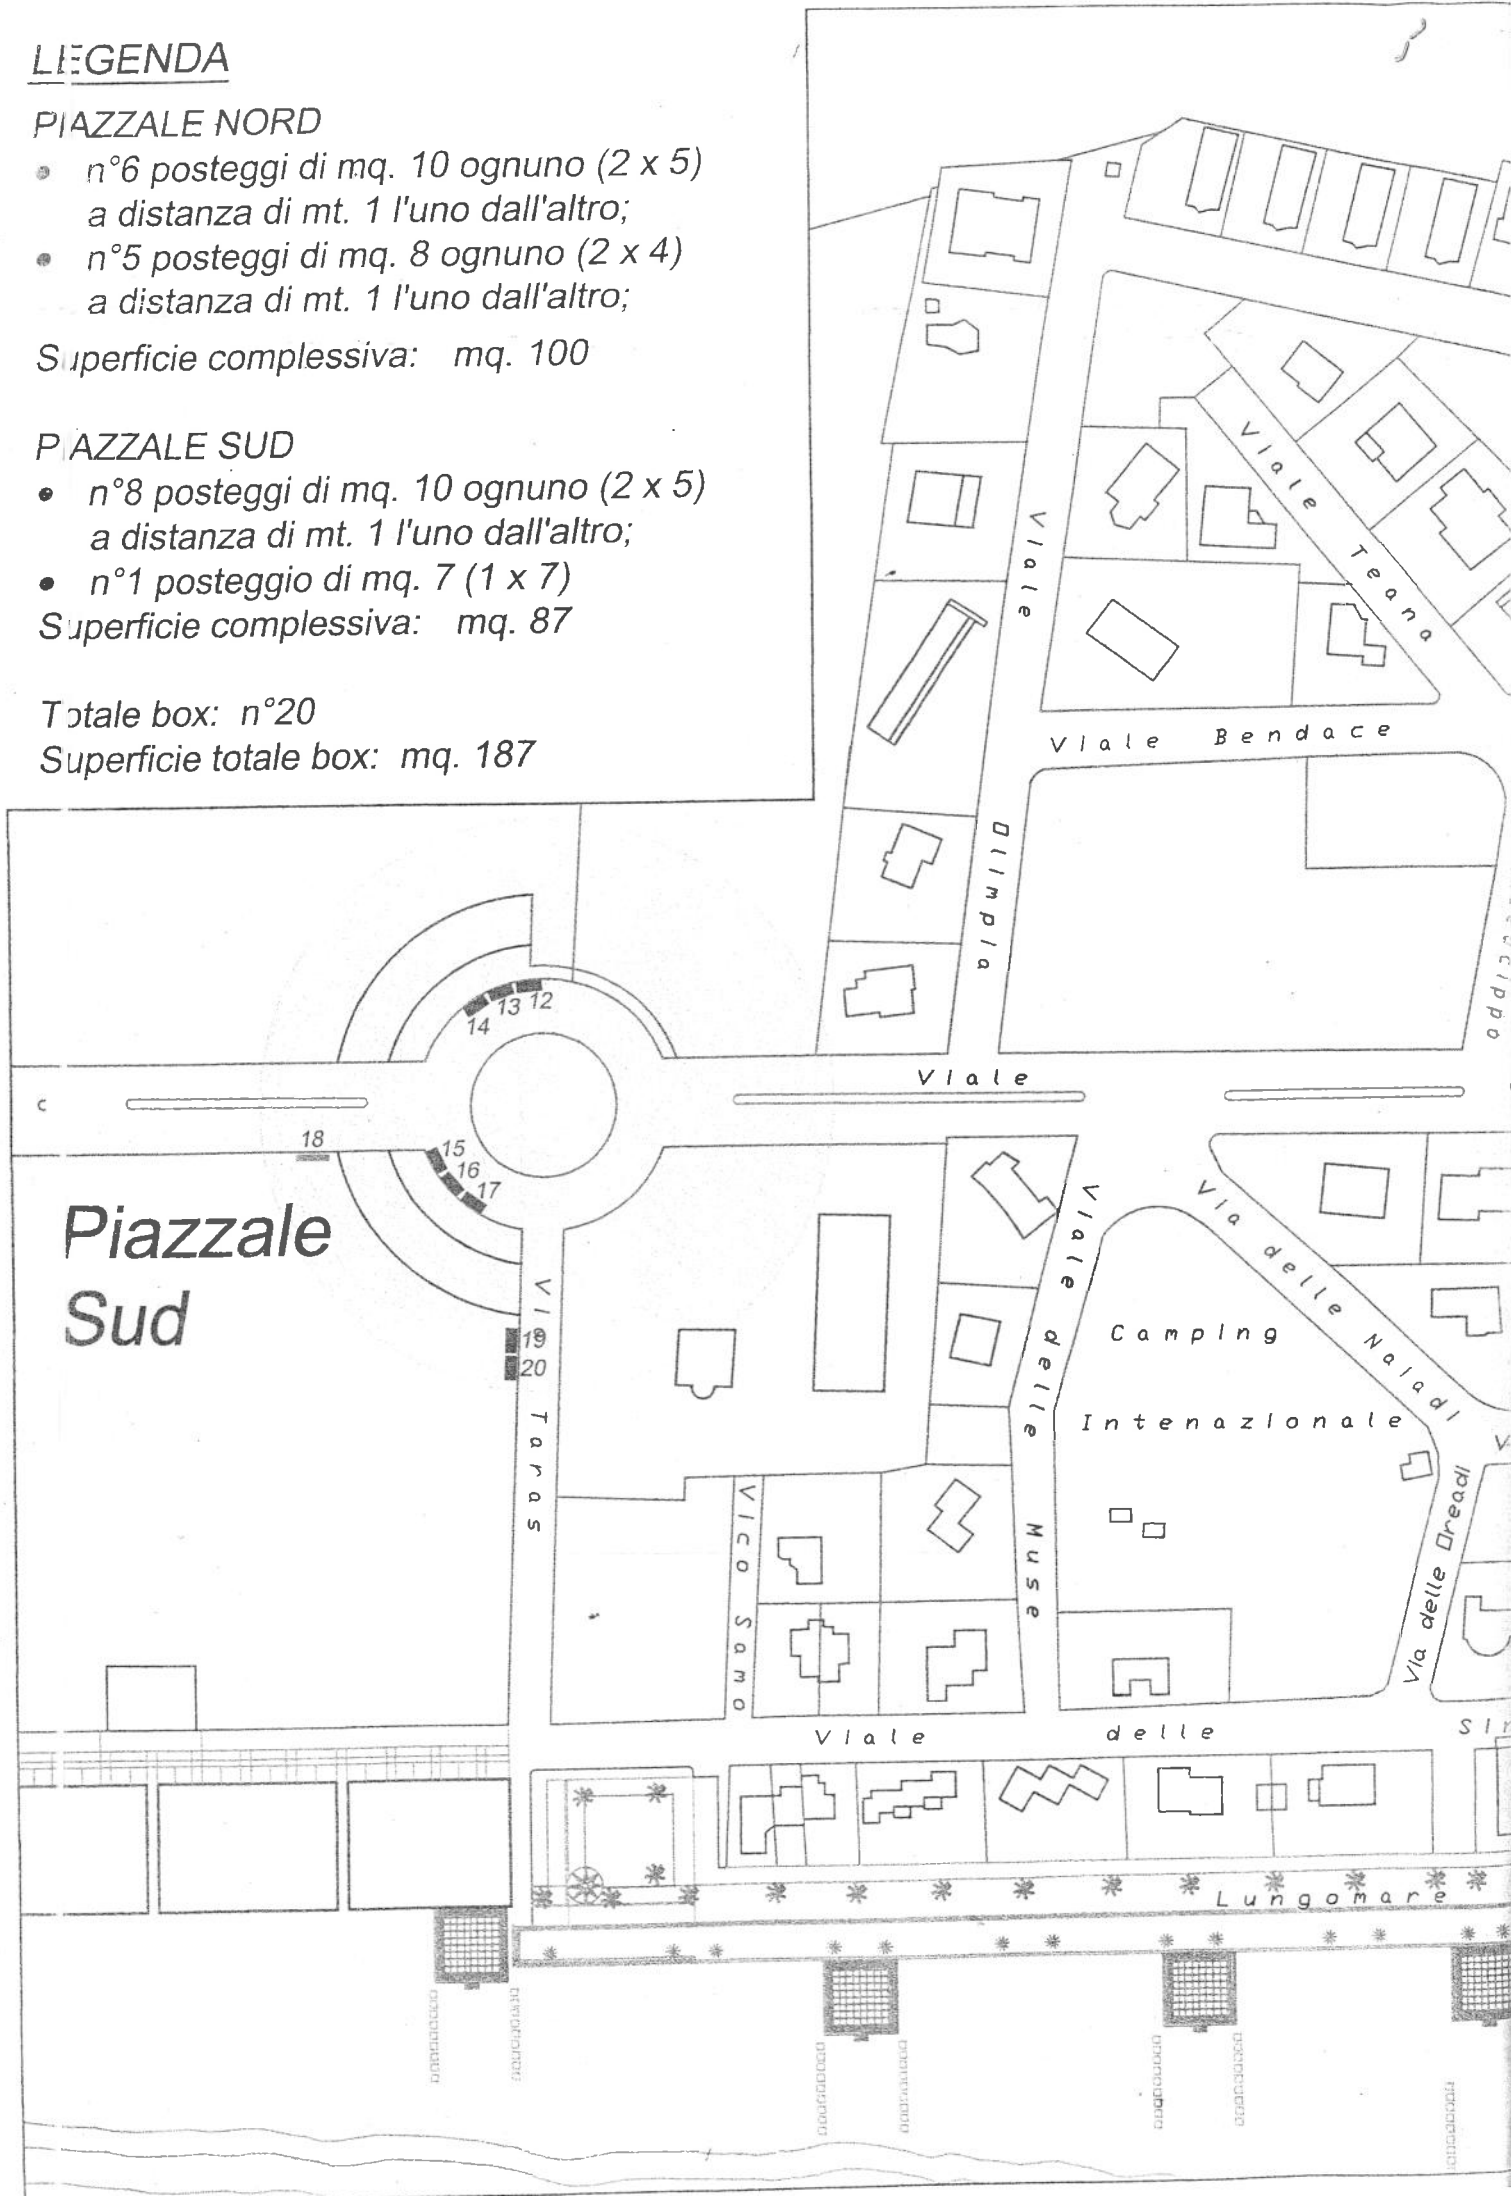 LEGENDA
PIAZZALE NORD
• n°6 posteggi di mq. 10 ognuno (2 x 5)
a distanza di mt. 1 l'uno dall'altro;
• n°5 posteggi di mq. 8 ognuno (2 x 4)
a distanza di mt. 1 l'uno dall'altro;
Superficie complessiva: mq. 100
PIAZZALE SUD
• n°8 posteggi di mq. 10 ognuno (2 x 5)
a distanza di mt. 1 l'uno dall'altro;
• n°1 posteggio di mq. 7 (1 x 7)
Superficie complessiva: mq. 87
Totale box: n°20
Superficie totale box: mq. 187
Viale Teana
Viale Olimpia
Viale Bendace
12
13
14
Viale
C
18
15
16
17
Piazzale
Sud
Via Taras
19
20
Viale delle Muse
Via delle Naiadi
Camping
Intenazionale
Via delle Oreadi
Vico Samo
Viale delle Sir
Lungomare